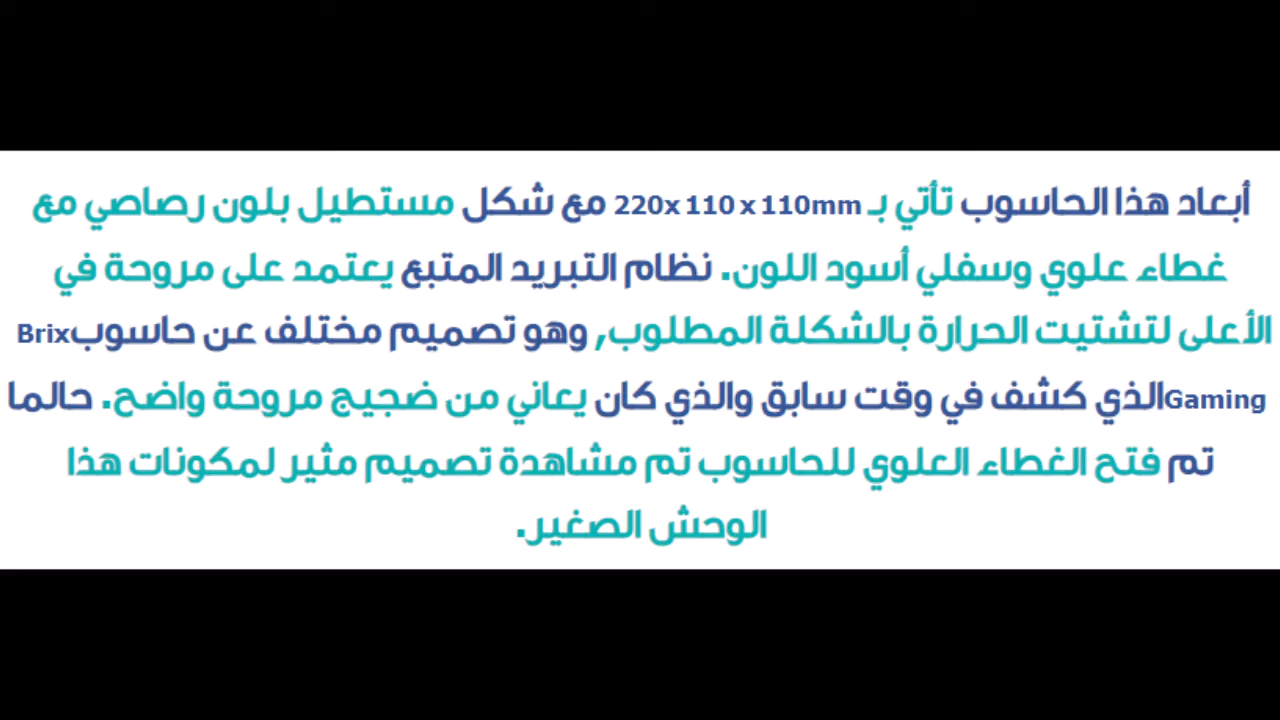 أبعاد هذا الحاسوب تأتي بـ 220x 110 x 110mm مع شكل مستطيل بلون رصاصي مع
غطاء علوي وسفلي أسود اللون. نظام التبريد المتبع يعتمد على مروحة في
الأعلى لتشتيت الحرارة بالشكلة المطلوب, وهو تصميم مختلف عن حاسوبBrix
Gamingالذي كشف في وقت سابق والذي كان يعاني من ضجيج مروحة واضح. حالما
تم فتح الغطاء العلوي للحاسوب تم مشاهدة تصميم مثير لمكونات هذا
الوحش الصغير.